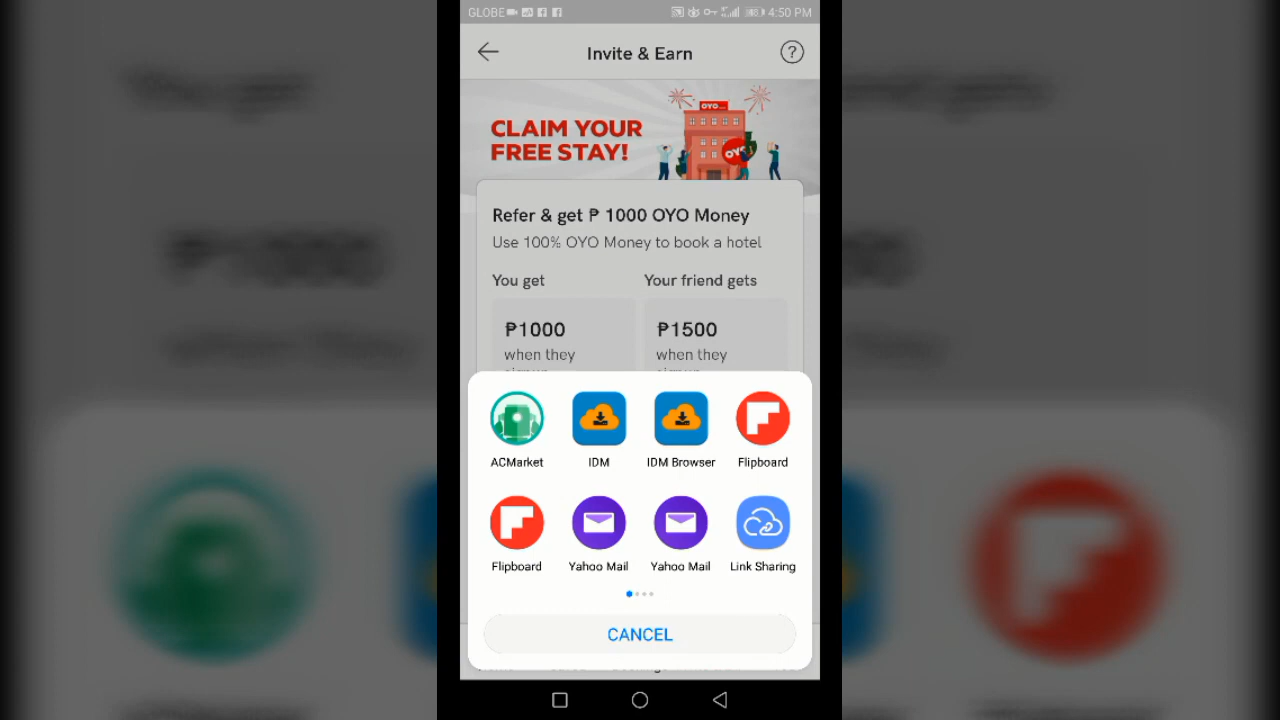 GLOBE
4:50 PM
Invite & Earn
?
OYO
CLAIM YOUR
FREE STAY!
OYO
Refer & get ₱ 1000 OYO Money
Use 100% OYO Money to book a hotel
You get
Your friend gets
₱1000
₱1500
when they
when they
ACMarket
IDM
IDM Browser
Flipboard
Flipboard
Yahoo Mail
Yahoo Mail
Link Sharing
CANCEL